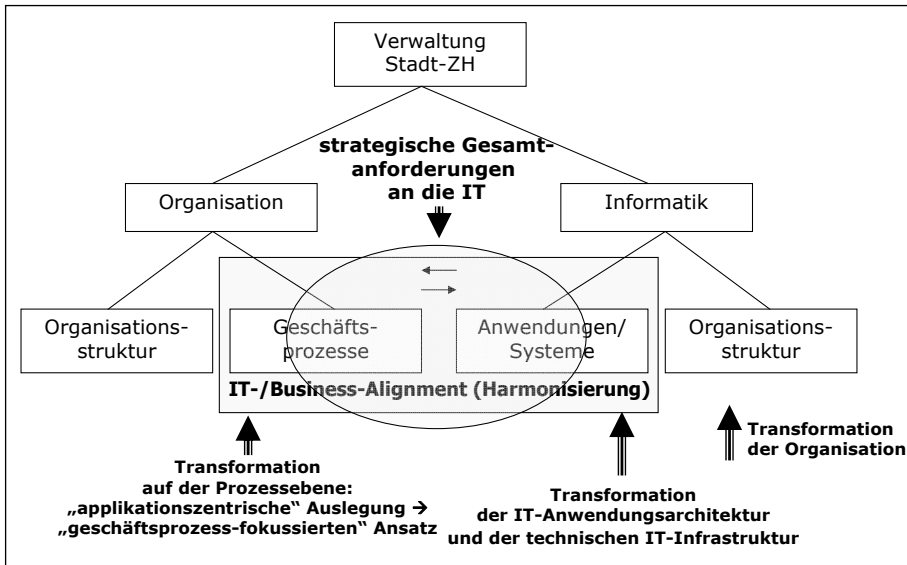 Verwaltung
Stadt-ZH
strategische Gesamt-
anforderungen
an die IT
Organisation
Informatik
Organisations-
struktur
Geschäfts-
prozesse
Anwendungen/
Systeme
Organisations-
struktur
IT-/Business-Alignment (Harmonisierung)
Transformation
auf der Prozessebene:
„applikationszentrische“ Auslegung →
„geschäftsprozess-fokussierten“ Ansatz
Transformation
der IT-Anwendungsarchitektur
und der technischen IT-Infrastruktur
Transformation
der Organisation